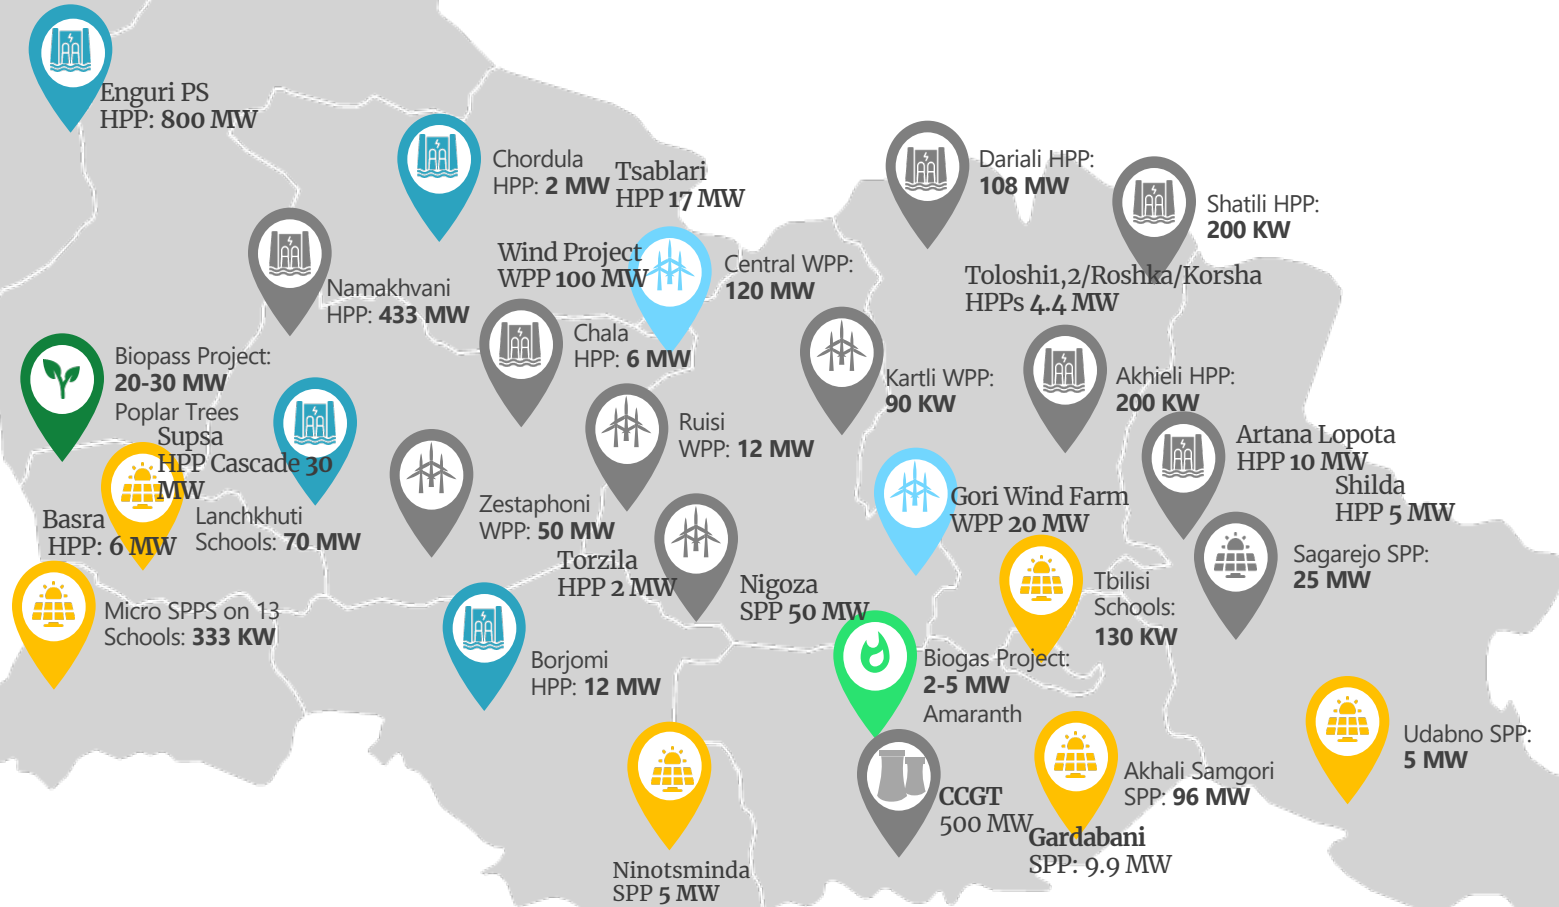 Enguri PS
HPP: 800 MW
Chordula
HPP: 2 MW
Tsablari
HPP 17 MW
Dariali HPP:
108 MW
Shatili HPP:
200 KW
Wind Project
WPP 100 MW
Central WPP:
120 MW
Toloshi1,2/Roshka/Korsha
HPPs 4.4 MW
Namakhvani
HPP: 433 MW
Chala
HPP: 6 MW
Biopass Project:
20-30 MW
Poplar Trees
Kartli WPP:
90 KW
Akhieli HPP:
200 KW
Supsa
HPP Cascade 30
MW
Ruisi
WPP: 12 MW
Artana Lopota
HPP 10 MW
Shilda
HPP 5 MW
Basra
HPP: 6 MW
Lanchkhuti
Schools: 70 MW
Zestaphoni
WPP: 50 MW
Gori Wind Farm
WPP 20 MW
Torzila
HPP 2 MW
Nigoza
SPP 50 MW
Tbilisi
Schools:
130 KW
Sagarejo SPP:
25 MW
Micro SPPS on 13
Schools: 333 KW
Borjomi
HPP: 12 MW
Biogas Project:
2-5 MW
Amaranth
Udabno SPP:
5 MW
CCGT
500 MW
Akhali Samgori
SPP: 96 MW
Gardabani
SPP: 9.9 MW
Ninotsminda
SPP 5 MW